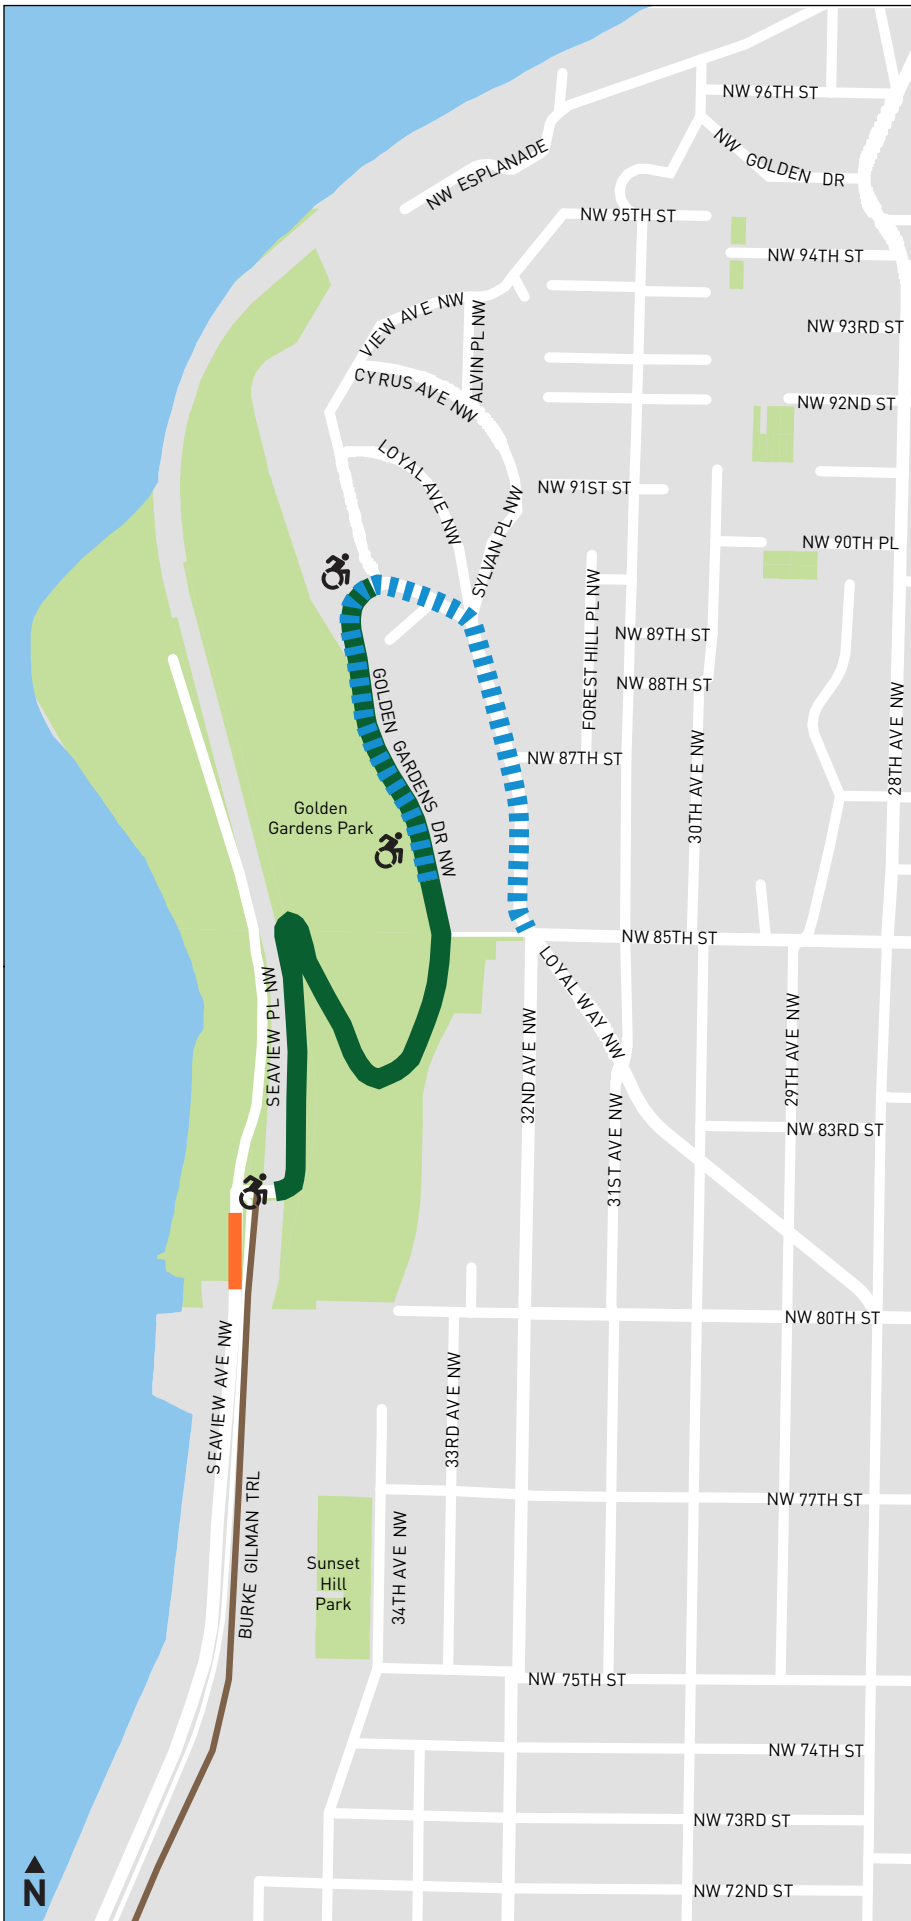 NW 96TH ST
NW GOLDEN DR
NW ESPLANADE
NW 95TH ST
NW 94TH ST
NW 93RD ST
VIEW AVE NW
ALVIN PL NW
CYRUS AVE NW
NW 92ND ST
LOYAL AVE NW
SYLVAN PL NW
NW 91ST ST
NW 90TH PL
FOREST HILL PL NW
NW 89TH ST
NW 88TH ST
28TH AVE NW
GOLDEN GARDENS DR NW
NW 87TH ST
30TH AVE NW
Golden
Gardens Park
NW 85TH ST
LOYAL WAY NW
SEAVIEW PL NW
32ND AVE NW
29TH AVE NW
31ST AVE NW
NW 83RD ST
NW 80TH ST
SEAVIEW AVE NW
33RD AVE NW
NW 77TH ST
BURKE GILMAN TRL
34TH AVE NW
Sunset
Hill
Park
NW 75TH ST
NW 74TH ST
NW 73RD ST
NW 72ND ST
N